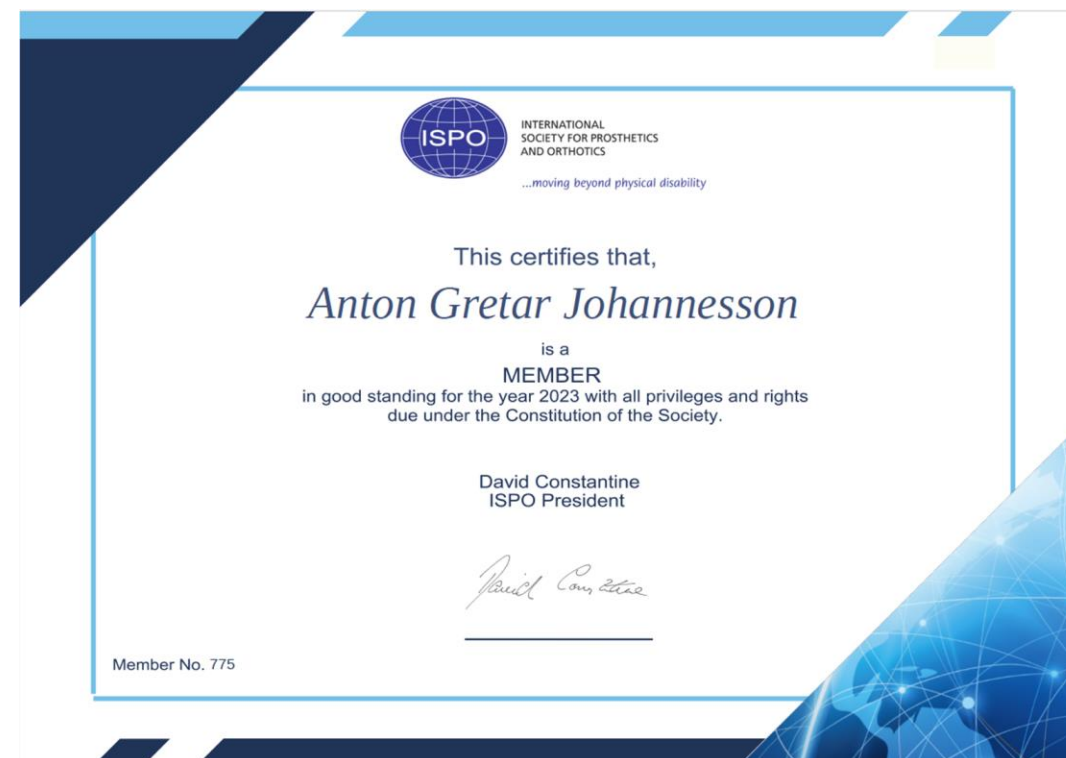 ISPO
INTERNATIONAL
SOCIETY FOR PROSTHETICS
AND ORTHOTICS
...moving beyond physical disability
This certifies that,
Anton Gretar Johannesson
is a
MEMBER
in good standing for the year 2023 with all privileges and rights
due under the Constitution of the Society.
David Constantine
ISPO President
David Constantine
Member No. 775